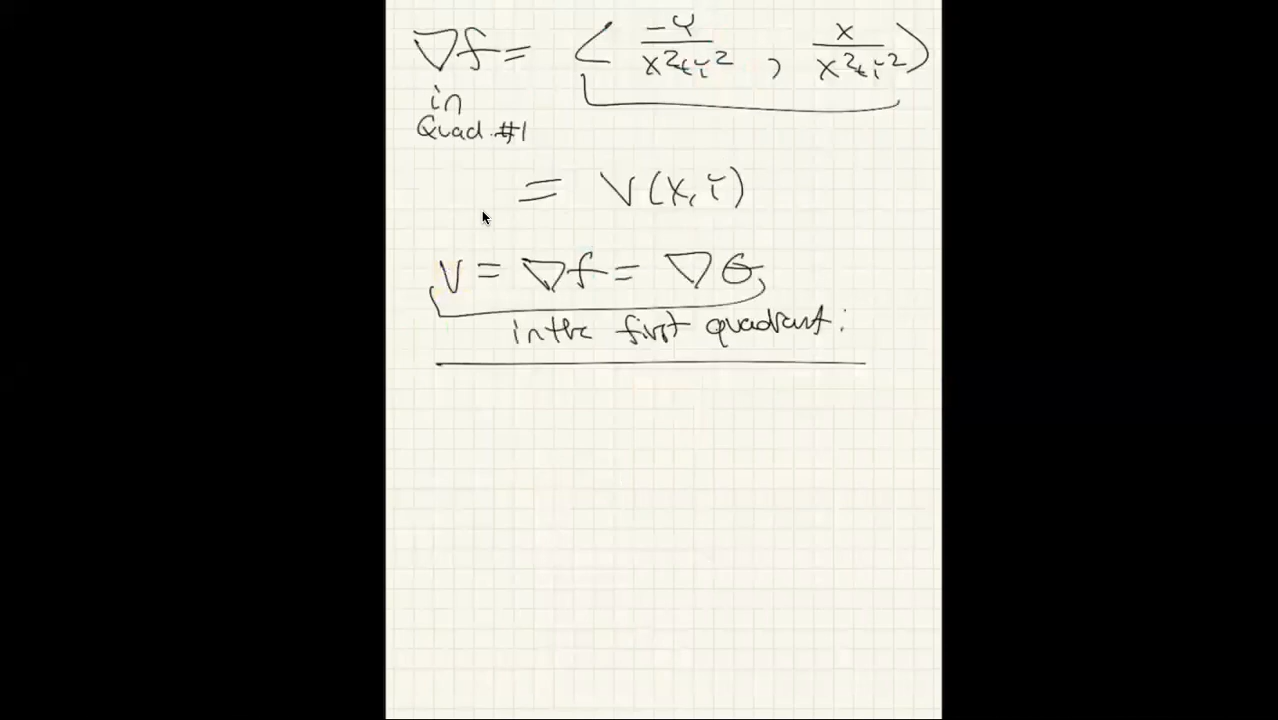 ∇f = ⟨ -y/(x²+y²) , x/(x²+y²) ⟩
in
Quad. #1
= V(x,y)
V = ∇f = ∇θ
in the first quadrant.